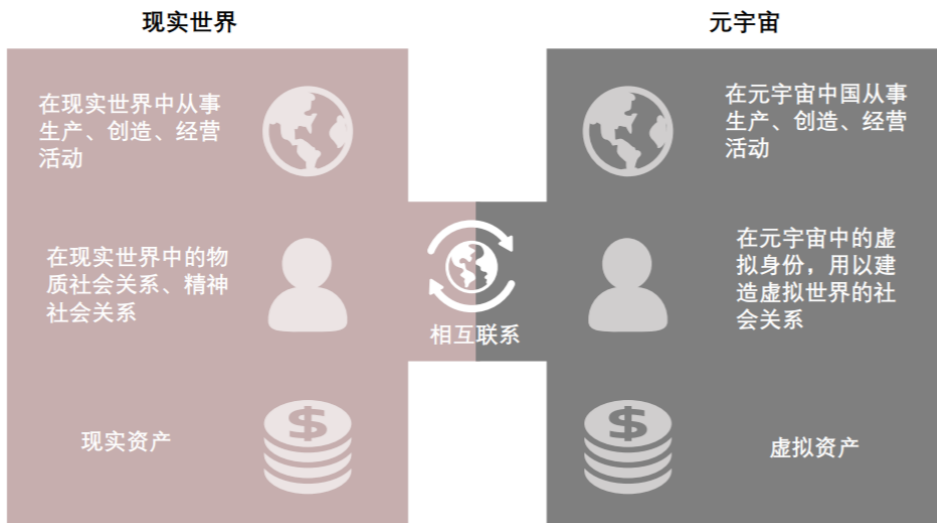 现实世界
元宇宙
在现实世界中从事
生产、创造、经营
活动
在元宇宙中国从事
生产、创造、经营
活动
在现实世界中的物
质社会关系、精神
社会关系
相互联系
在元宇宙中的虚
拟身份，用以建
造虚拟世界的社
会关系
现实资产
$
$
虚拟资产